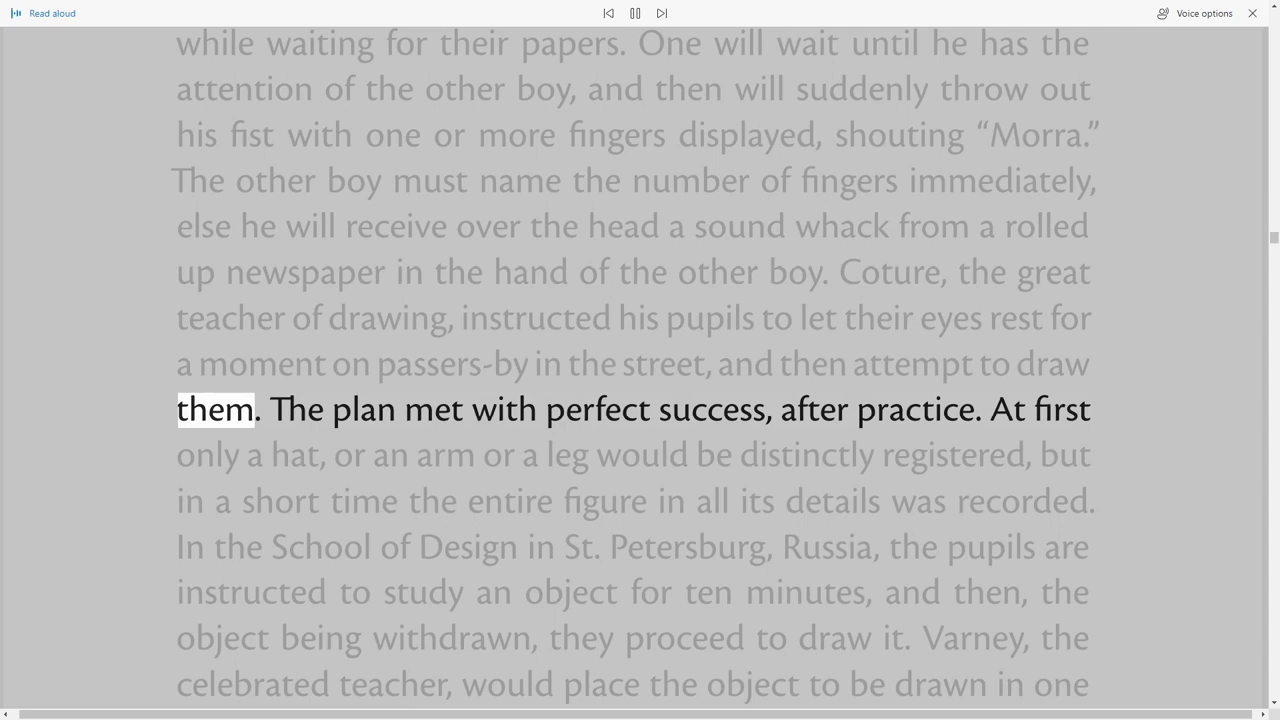 Read aloud
Voice options
while waiting for their papers. One will wait until he has the
attention of the other boy, and then will suddenly throw out
his fist with one or more fingers displayed, shouting “Morra.”
The other boy must name the number of fingers immediately,
else he will receive over the head a sound whack from a rolled
up newspaper in the hand of the other boy. Coture, the great
teacher of drawing, instructed his pupils to let their eyes rest for
a moment on passers-by in the street, and then attempt to draw
them. The plan met with perfect success, after practice. At first
only a hat, or an arm or a leg would be distinctly registered, but
in a short time the entire figure in all its details was recorded.
In the School of Design in St. Petersburg, Russia, the pupils are
instructed to study an object for ten minutes, and then, the
object being withdrawn, they proceed to draw it. Varney, the
celebrated teacher, would place the object to be drawn in one